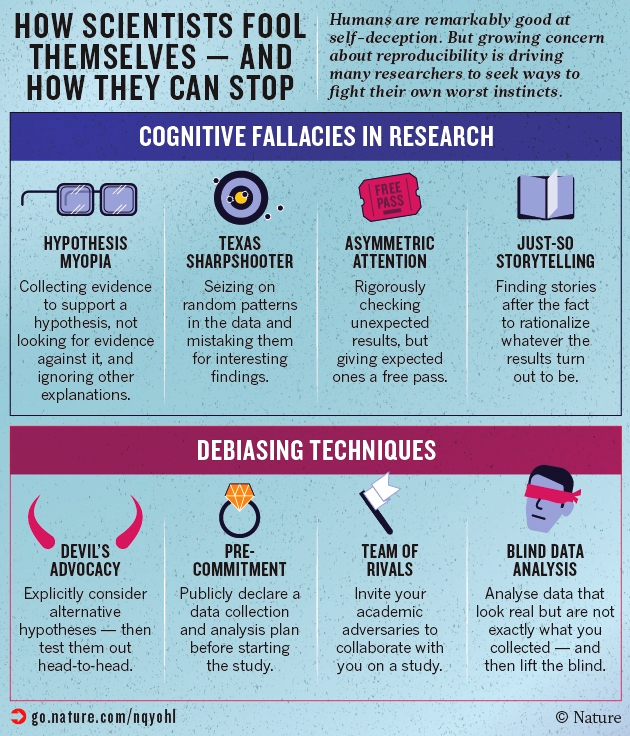 HOW SCIENTISTS FOOL
THEMSELVES — AND
HOW THEY CAN STOP
Humans are remarkably good at
self-deception. But growing concern
about reproducibility is driving
many researchers to seek ways to
fight their own worst instincts.
COGNITIVE FALLACIES IN RESEARCH
HYPOTHESIS
MYOPIA
Collecting evidence
to support a
hypothesis, not
looking for evidence
against it, and
ignoring other
explanations.
TEXAS
SHARPSHOOTER
Seizing on
random patterns
in the data and
mistaking them
for interesting
findings.
FREE
PASS
ASYMMETRIC
ATTENTION
Rigorously
checking
unexpected
results, but
giving expected
ones a free pass.
JUST-SO
STORYTELLING
Finding stories
after the fact
to rationalize
whatever the
results turn
out to be.
DEBIASING TECHNIQUES
DEVIL'S
ADVOCACY
Explicitly consider
alternative
hypotheses — then
test them out
head-to-head.
PRE-
COMMITMENT
Publicly declare a
data collection
and analysis plan
before starting
the study.
TEAM OF
RIVALS
Invite your
academic
adversaries to
collaborate with
you on a study.
BLIND DATA
ANALYSIS
Analyse data that
look real but are not
exactly what you
collected — and
then lift the blind.
go.nature.com/nqyohl
© Nature